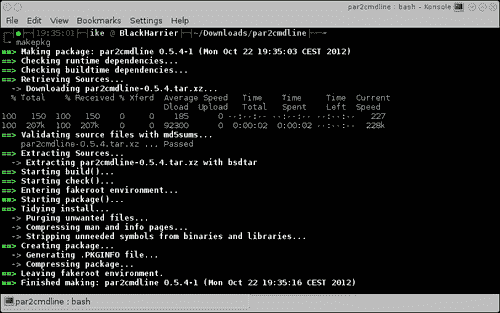 par2cmdline : bash - Konsole
File Edit View Bookmarks Settings Help
19:35:03 ike @ BlackHarrier ~/Downloads/par2cmdline
makepkg
==> Making package: par2cmdline 0.5.4-1 (Mon Oct 22 19:35:03 CEST 2012)
==> Checking runtime dependencies...
==> Checking buildtime dependencies...
==> Retrieving Sources...
-> Downloading par2cmdline-0.5.4.tar.xz...
% Total % Received % Xferd Average Speed Time Time Time Current
Dload Upload Total Spent Left Speed
100 150 100 150 0 0 185 0 --:--:-- --:--:-- --:--:-- 227
100 207k 100 207k 0 0 92300 0 0:00:02 0:00:02 --:--:-- 228k
==> Validating source files with md5sums...
par2cmdline-0.5.4.tar.xz ... Passed
==> Extracting Sources...
-> Extracting par2cmdline-0.5.4.tar.xz with bsdtar
==> Starting build()...
==> Starting check()...
==> Entering fakeroot environment...
==> Starting package()...
==> Tidying install...
-> Purging unwanted files...
-> Compressing man and info pages...
-> Stripping unneeded symbols from binaries and libraries...
==> Creating package...
-> Generating .PKGINFO file...
-> Compressing package...
==> Leaving fakeroot environment.
==> Finished making: par2cmdline 0.5.4-1 (Mon Oct 22 19:35:16 CEST 2012)
par2cmdline : bash